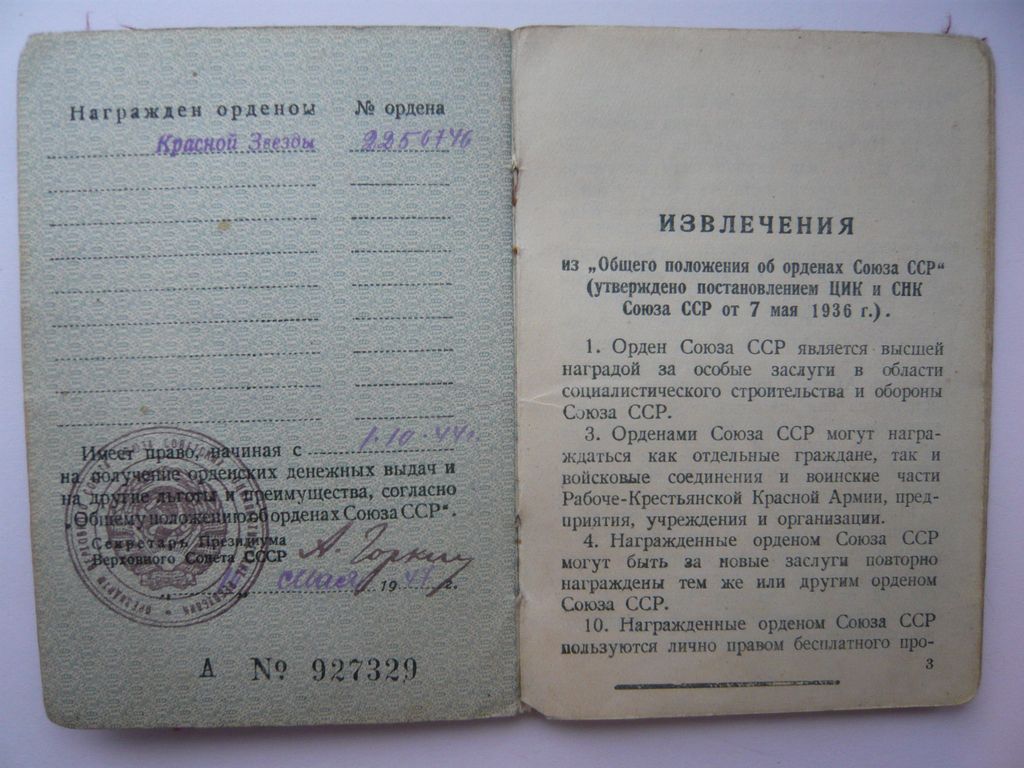 Награжден орденом № ордена
Красной Звезды 2256746
Имеет право, начиная с 1.10.44г.
на получение орденских денежных выдач и
на другие льготы и преимущества, согласно
„Общему положению об орденах Союза ССР“.
Секретарь Президиума
Верховного Совета СССР А. Горкин
мая 19 г.
А № 927329
ИЗВЛЕЧЕНИЯ
из „Общего положения об орденах Союза ССР“
(утверждено постановлением ЦИК и СНК
Союза ССР от 7 мая 1936 г.).
1. Орден Союза ССР является высшей
наградой за особые заслуги в области
социалистического строительства и обороны
Союза ССР.
3. Орденами Союза ССР могут награ-
ждаться как отдельные граждане, так и
войсковые соединения и воинские части
Рабоче-Крестьянской Красной Армии, пред-
приятия, учреждения и организации.
4. Награжденные орденом Союза ССР
могут быть за новые заслуги повторно
награждены тем же или другим орденом
Союза ССР.
10. Награжденные орденом Союза ССР
пользуются лично правом бесплатного про-
3